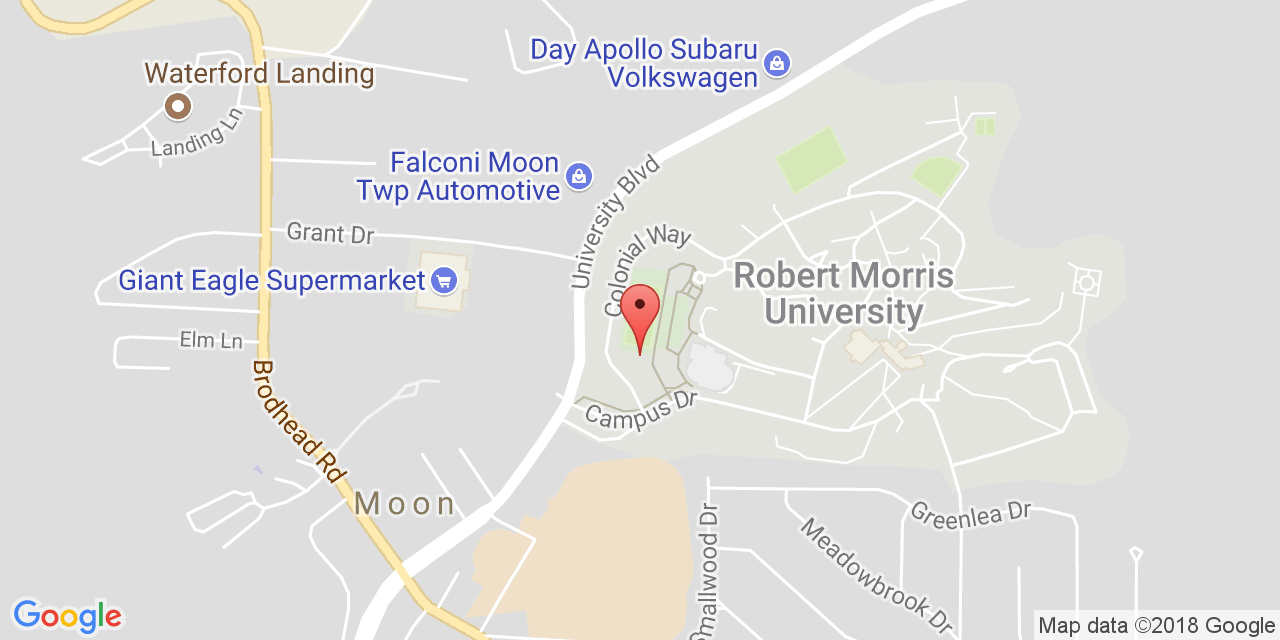 Day Apollo Subaru
Volkswagen
Waterford Landing
Landing Ln
Falconi Moon
Twp Automotive
University Blvd
Grant Dr
Colonial Way
Giant Eagle Supermarket
Robert Morris
University
Elm Ln
Brodhead Rd
Campus Dr
Moon
Smallwood Dr
Greenlea Dr
Meadowbrook Dr
Google
Map data ©2018 Google